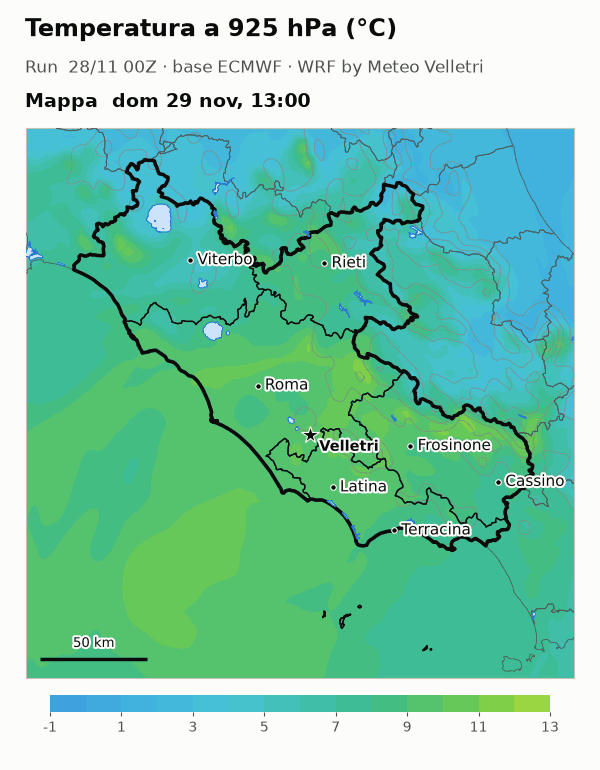 Temperatura a 925 hPa (°C)
Run  28/11 00Z · base ECMWF · WRF by Meteo Velletri
Mappa  dom 29 nov, 13:00
Viterbo
Rieti
Roma
Velletri
Frosinone
Latina
Cassino
Terracina
50 km
-1 1 3 5 7 9 11 13